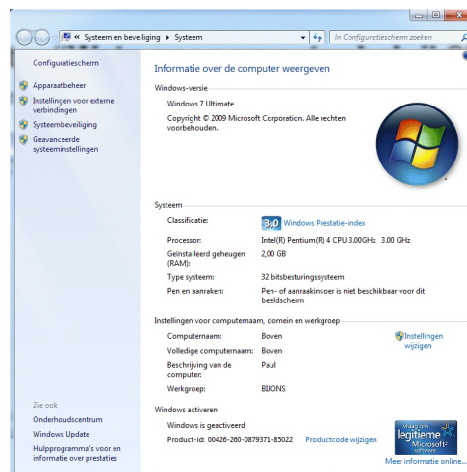 « Systeem en beveiliging ▸ Systeem
In Configuratiescherm zoeken
Configuratiescherm
Apparaatbeheer
Instellingen voor externe
verbindingen
Systeembeveiliging
Geavanceerde
systeeminstellingen
Informatie over de computer weergeven
Windows-versie
Windows 7 Ultimate
Copyright © 2009 Microsoft Corporation. Alle rechten
voorbehouden.
Systeem
Classificatie: 3,0 Windows Prestatie-index
Processor: Intel(R) Pentium(R) 4 CPU 3.00GHz 3.00 GHz
Geïnstalleerd geheugen 2,00 GB
(RAM):
Type systeem: 32 bitsbesturingssysteem
Pen en aanraken: Pen- of aanraakinvoer is niet beschikbaar voor dit
beeldscherm
Instellingen voor computernaam, domein en werkgroep
Computernaam: Boven
Instellingen
wijzigen
Volledige computernaam: Boven
Beschrijving van de Paul
computer:
Werkgroep: BIJONS
Windows activeren
Windows is geactiveerd
Product-id: 00426-260-0879371-85022 Productcode wijzigen
vraag om
legitieme
Microsoft
software
Meer informatie online...
Zie ook
Onderhoudscentrum
Windows Update
Hulpprogramma's voor en
informatie over prestaties